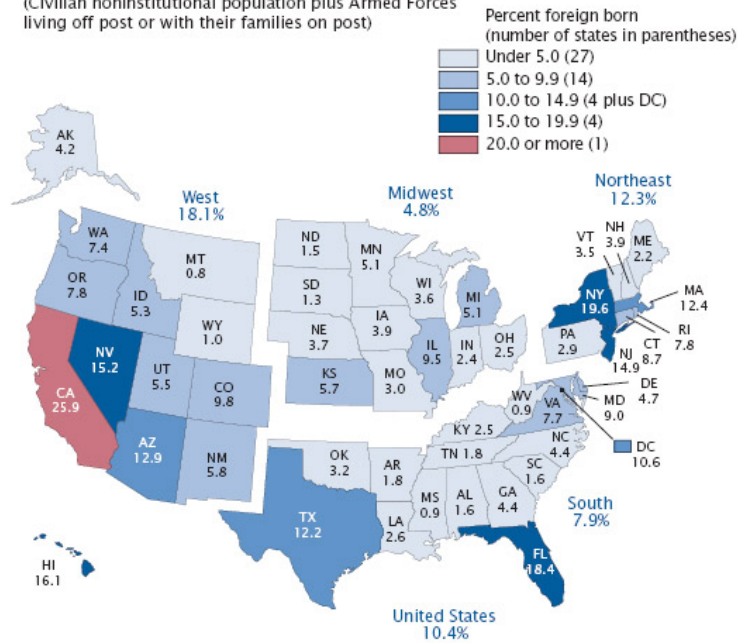 (Civilian noninstitutional population plus Armed Forces
living off post or with their families on post)
Percent foreign born
(number of states in parentheses)
Under 5.0 (27)
5.0 to 9.9 (14)
10.0 to 14.9 (4 plus DC)
15.0 to 19.9 (4)
20.0 or more (1)
AK
4.2
West
18.1%
Midwest
4.8%
Northeast
12.3%
WA
7.4
OR
7.8
ID
5.3
MT
0.8
WY
1.0
NV
15.2
UT
5.5
CO
9.8
CA
25.9
AZ
12.9
NM
5.8
ND
1.5
SD
1.3
NE
3.7
KS
5.7
MN
5.1
IA
3.9
MO
3.0
WI
3.6
IL
9.5
MI
5.1
IN
2.4
OH
2.5
VT
3.5
NH
3.9
ME
2.2
NY
19.6
MA
12.4
RI
7.8
CT
8.7
NJ
14.9
PA
2.9
DE
4.7
MD
9.0
DC
10.6
WV
0.9
VA
7.7
KY 2.5
NC
4.4
TN 1.8
SC
1.6
OK
3.2
AR
1.8
TX
12.2
LA
2.6
MS
0.9
AL
1.6
GA
4.4
FL
18.4
South
7.9%
HI
16.1
United States
10.4%